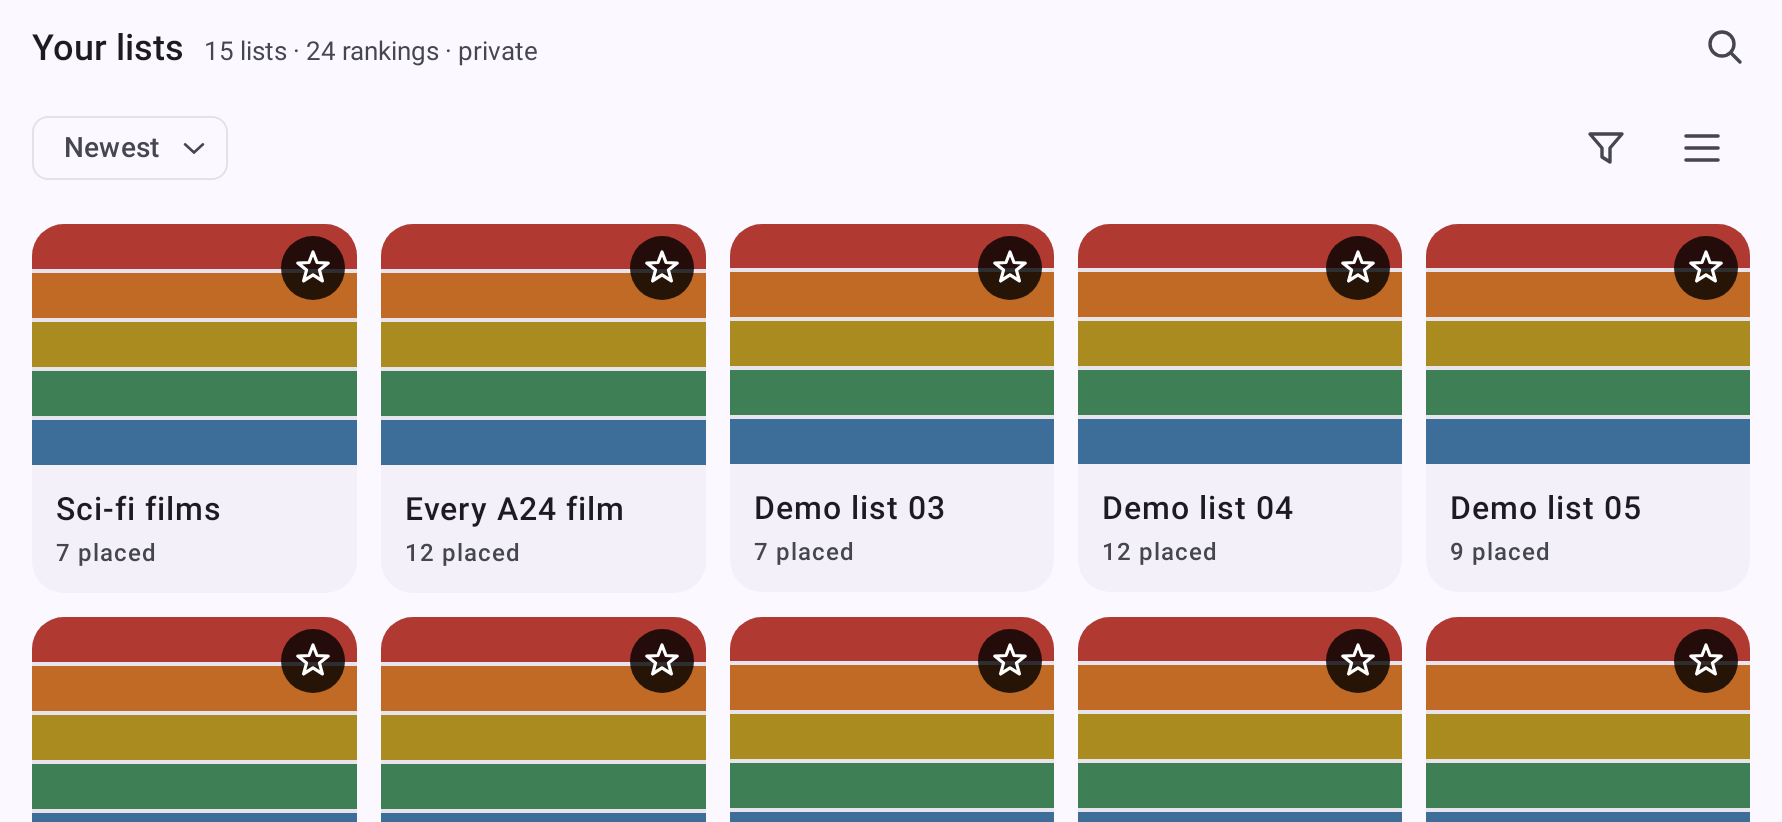 Your lists 15 lists · 24 rankings · private
Newest
Sci-fi films
7 placed
Every A24 film
12 placed
Demo list 03
7 placed
Demo list 04
12 placed
Demo list 05
9 placed